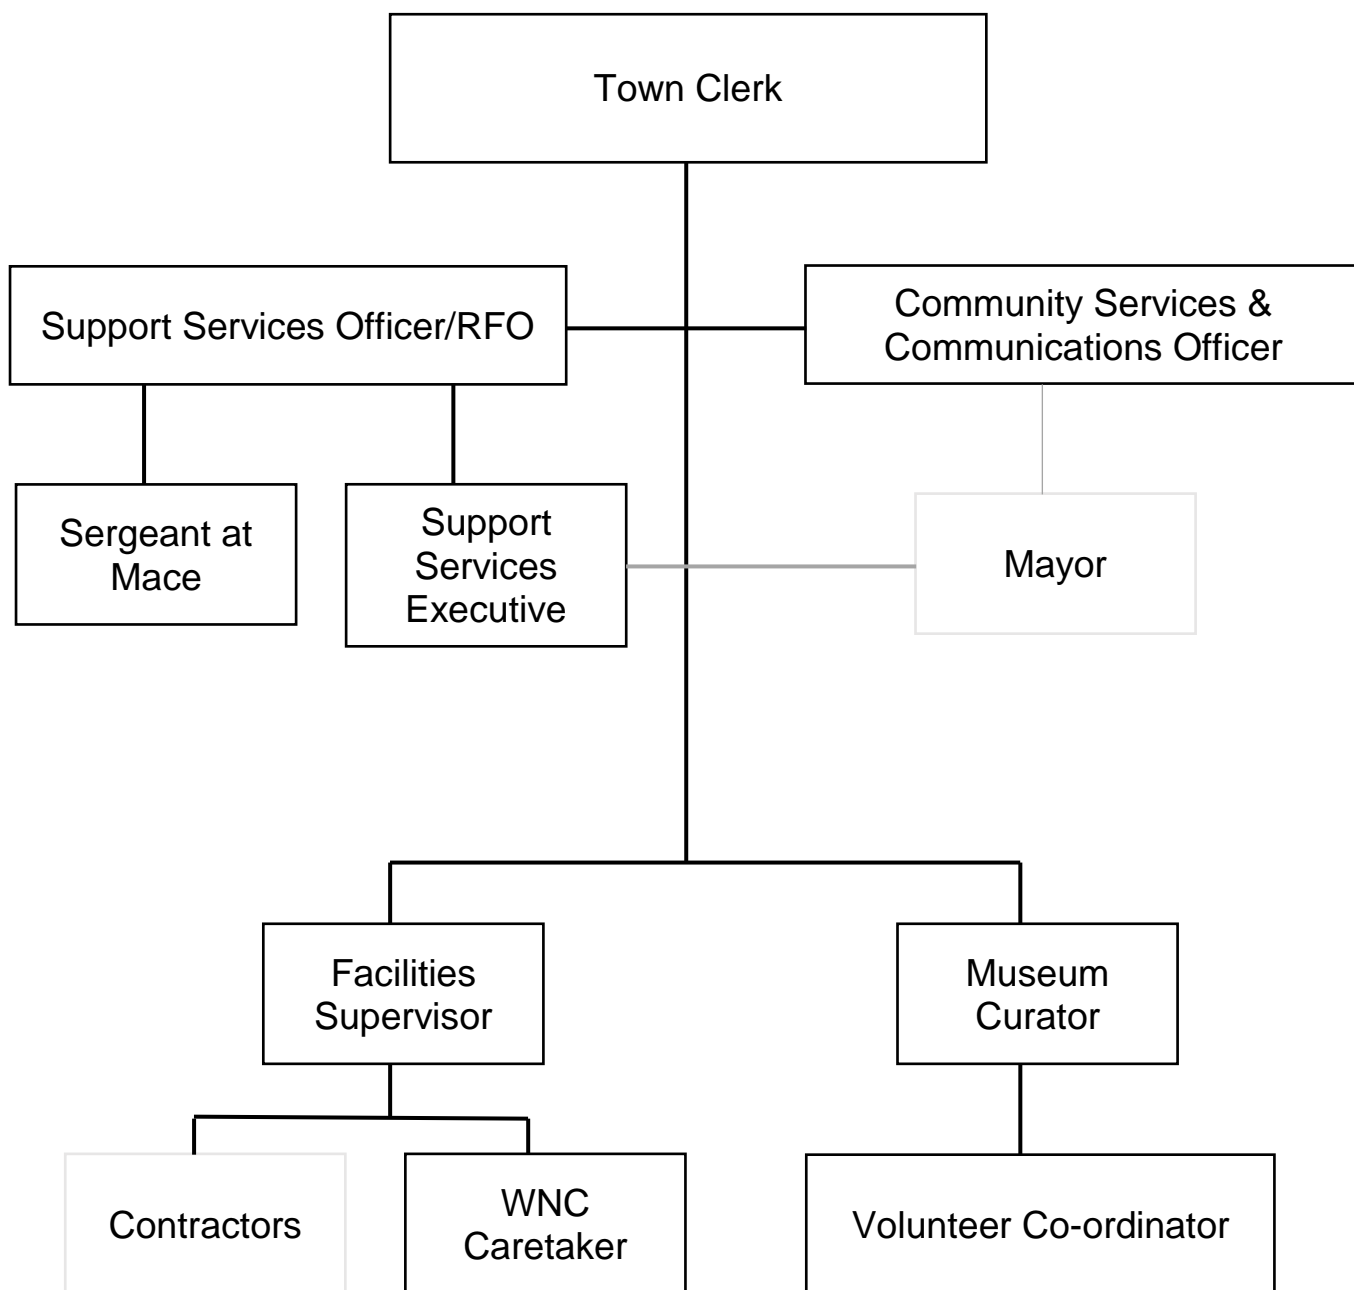 Town Clerk
Support Services Officer/RFO
Community Services &
Communications Officer
Sergeant at
Mace
Support
Services
Executive
Mayor
Facilities
Supervisor
Museum
Curator
Contractors
WNC
Caretaker
Volunteer Co-ordinator